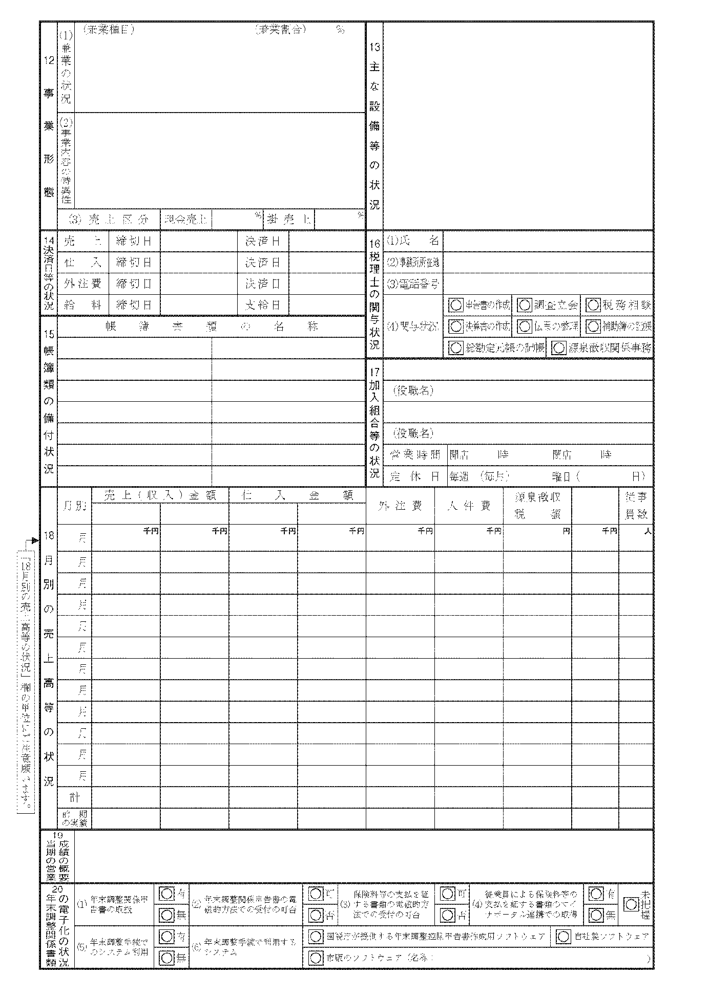 12 事業形態
(1) 兼業の状況
(兼業種目) (兼業割合) %
(2) 事業内容の特異性
(3) 売上区分 現金売上 % 掛売上 %
13 主な設備等の状況
14 決済日等の状況
売上 締切日 決済日
仕入 締切日 決済日
外注費 締切日 決済日
給料 締切日 支給日
15 帳簿類の備付状況
帳簿書類の名称
16 税理士の関与状況
(1) 氏名
(2) 事務所所在地
(3) 電話番号
(4) 関与状況
○ 申告書の作成 ○ 調査立会 ○ 税務相談
○ 決算書の作成 ○ 伝票の整理 ○ 補助簿の記帳
○ 総勘定元帳の記帳 ○ 源泉徴収関係事務
17 加入組合等の状況
(役職名)
(役職名)
営業時間 開店 時 閉店 時
定休日 毎週 (毎月) 曜日 ( 日)
18 月別の売上高等の状況
月別 売上(収入)金額 仕入金額 外注費 人件費 源泉徴収税額 従事員数
月 千円 千円 千円 千円 千円 千円 円 千円 人
月
月
月
月
月
月
月
月
月
月
月
計
前期の実績
「18月別の売上高等の状況」欄の単位にご注意願います。
19 当期の営業成績の概要
20 年末調整関係書類の電子化の状況
(1) 年末調整関係申告書の収受 ○ 有 ○ 無
(2) 年末調整関係申告書の電磁的方法での受付の可否 ○ 可 ○ 否
(3) 保険料等の支払を証する書類の電磁的方法での受付の可否 ○ 可 ○ 否
(4) 従業員による保険料等の支払を証する書類のマイナポータル連携での取得 ○ 有 ○ 無 ○ 未把握
(5) 年末調整手続でのシステム利用 ○ 有 ○ 無
(6) 年末調整手続で利用するシステム
○ 国税庁が提供する年末調整控除申告書作成用ソフトウェア ○ 自社製ソフトウェア
○ 市販のソフトウェア (名称: )